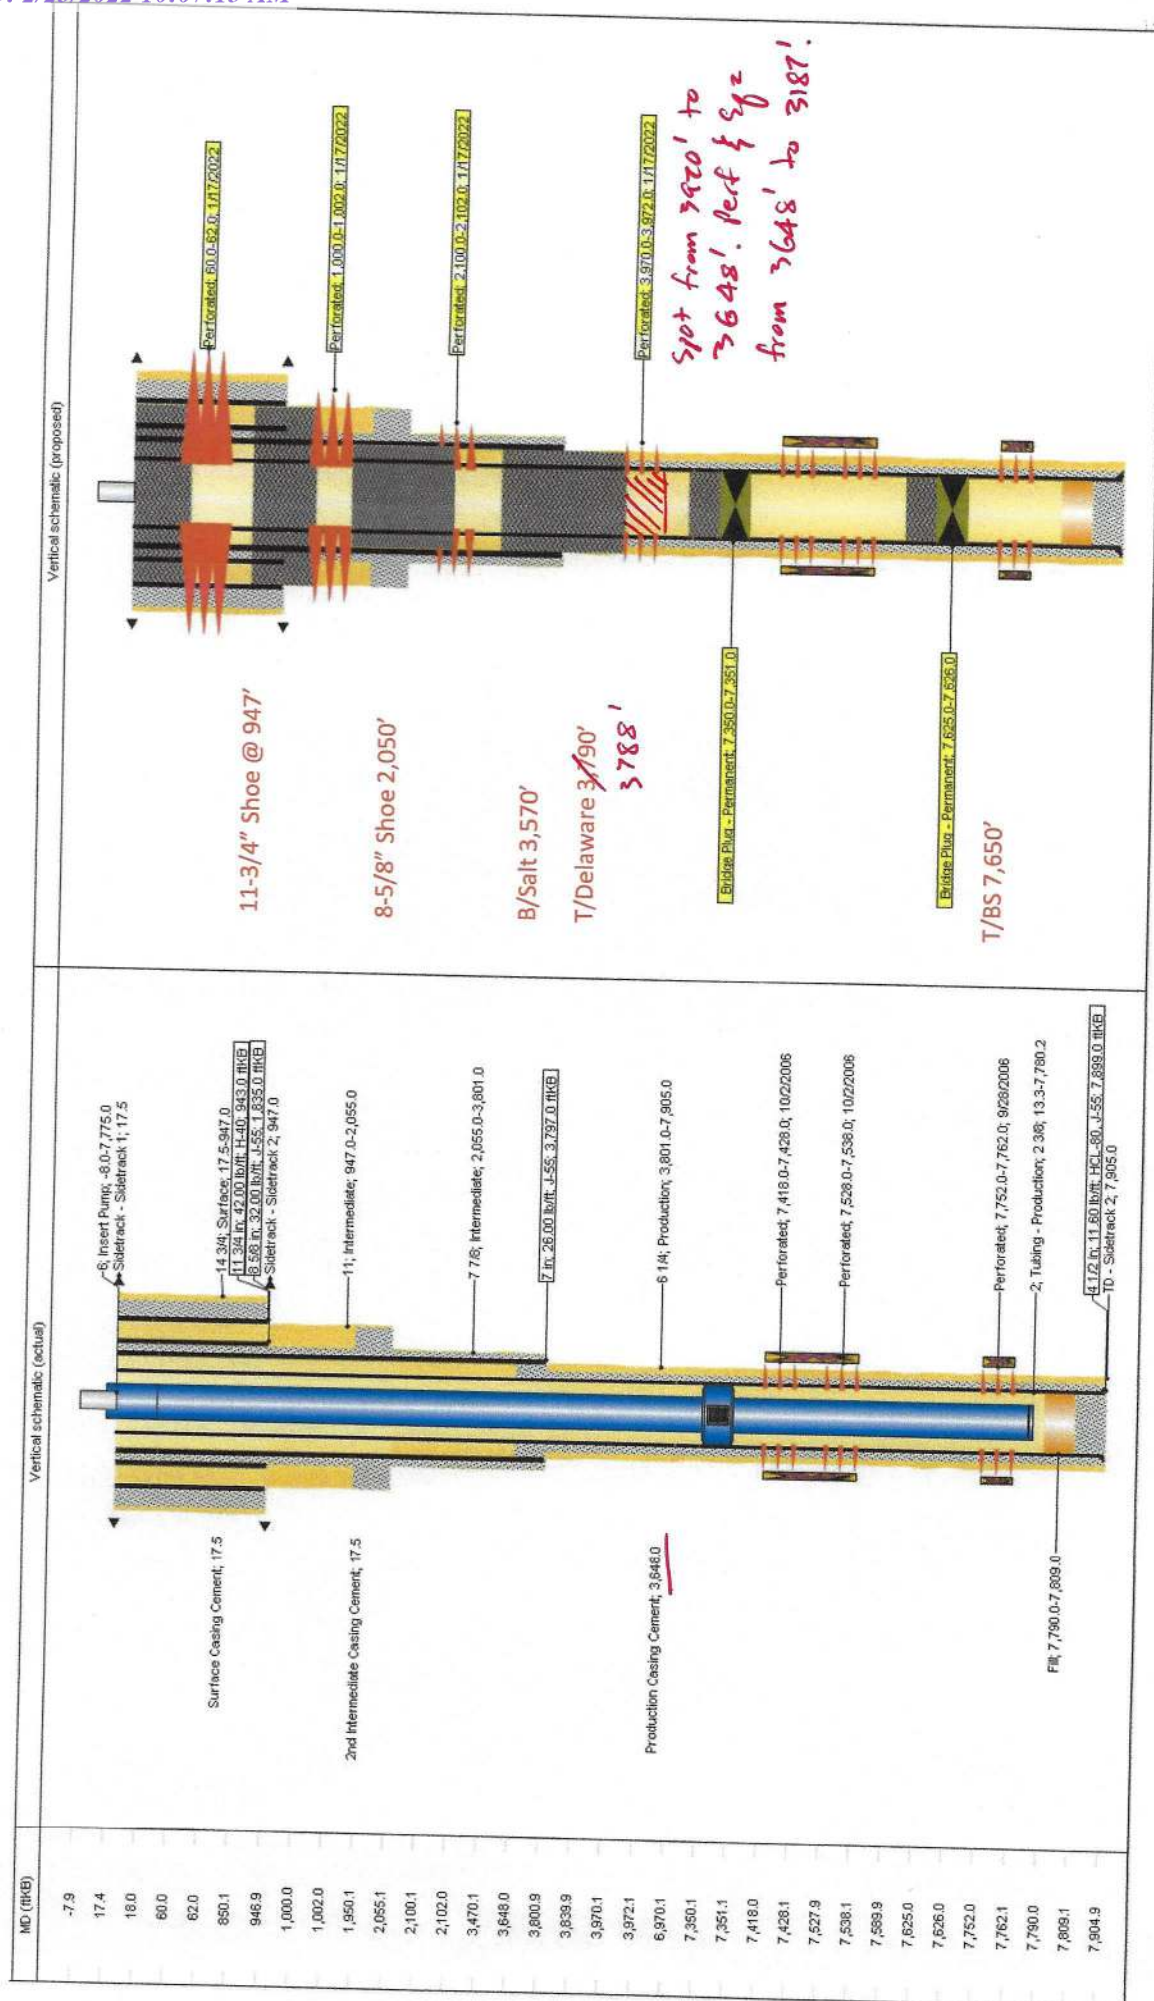 2/23/2022 10:07:15 AM
MD (ftKB)
-7.9
17.4
18.0
60.0
62.0
850.1
946.9
1,000.0
1,002.0
1,950.1
2,055.1
2,100.1
2,102.0
3,470.1
3,648.0
3,800.9
3,839.9
3,970.1
3,972.1
6,970.1
7,350.1
7,351.1
7,418.0
7,428.1
7,527.9
7,538.1
7,589.9
7,625.0
7,626.0
7,752.0
7,762.1
7,790.0
7,809.1
7,904.9
Vertical schematic (actual)
Surface Casing Cement; 17.5
2nd Intermediate Casing Cement; 17.5
Production Casing Cement; 3,648.0
Fill; 7,790.0-7,809.0
6; Insert Pump; -8.0-7,775.0
Sidetrack - Sidetrack 1; 17.5
14 3/4; Surface; 17.5-947.0
11 3/4 in; 42.00 lb/ft; H-40; 943.0 ftKB
8 5/8 in; 32.00 lb/ft; J-55; 1,835.0 ftKB
Sidetrack - Sidetrack 2; 947.0
11; Intermediate; 947.0-2,055.0
7 7/8; Intermediate; 2,055.0-3,801.0
7 in; 26.00 lb/ft; J-55; 3,797.0 ftKB
6 1/4; Production; 3,801.0-7,905.0
Perforated; 7,418.0-7,428.0; 10/2/2006
Perforated; 7,528.0-7,538.0; 10/2/2006
Perforated; 7,752.0-7,762.0; 9/28/2006
2; Tubing - Production; 2 3/8; 13.3-7,780.2
4 1/2 in; 11.60 lb/ft; HCL-80, J-55; 7,899.0 ftKB
TD - Sidetrack 2; 7,905.0
Vertical schematic (proposed)
11-3/4" Shoe @ 947'
8-5/8" Shoe 2,050'
B/Salt 3,570'
T/Delaware 3,790'
3788'
Bridge Plug - Permanent; 7,350.0-7,351.0
Bridge Plug - Permanent; 7,625.0-7,626.0
T/BS 7,650'
Perforated; 60.0-62.0; 1/17/2022
Perforated; 1,000.0-1,002.0; 1/17/2022
Perforated; 2,100.0-2,102.0; 1/17/2022
Perforated; 3,970.0-3,972.0; 1/17/2022
Spot from 3920' to
3648'. Perf & Sqz
from 3648' to 3187'.